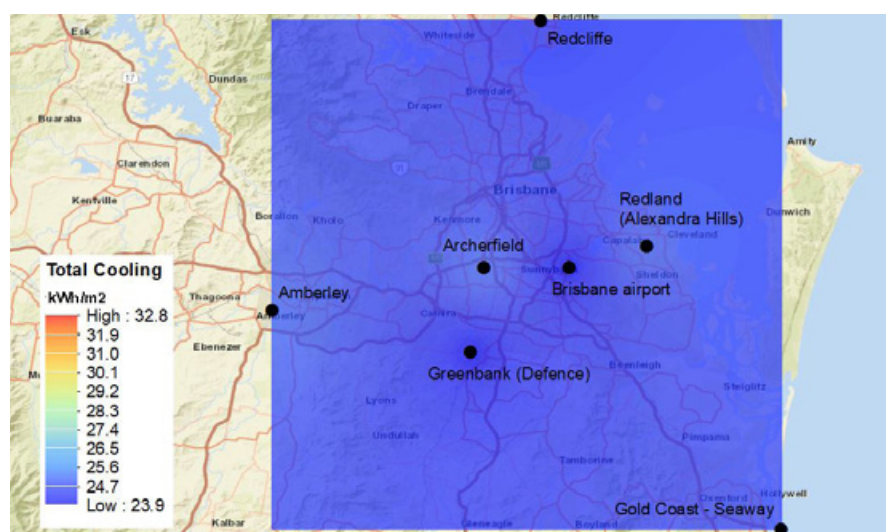 Esk
Whiteside
Redcliffe
Redcliffe
17
Dundas
Brendale
Buaraba
Draper
Amity
Clarendon
Brisbane
Kentville
Redland
(Alexandra Hills)
Borallon
Kholo
Kenmore
Dunwich
Capalaba
Cleveland
Archerfield
Total Cooling
kWh/m2
High : 32.8
31.9
31.0
30.1
29.2
28.3
27.4
26.5
25.6
24.7
Low : 23.9
Sheldon
Brisbane airport
Thagoona
Amberley
Amberley
Ebenezer
Greenbank (Defence)
Beenleigh
Lyons
Steiglitz
Undullah
Pimpama
Tamborine
Oxenford
Hollywell
Gold Coast - Seaway
Kalbar
Gleneagle
Boyland